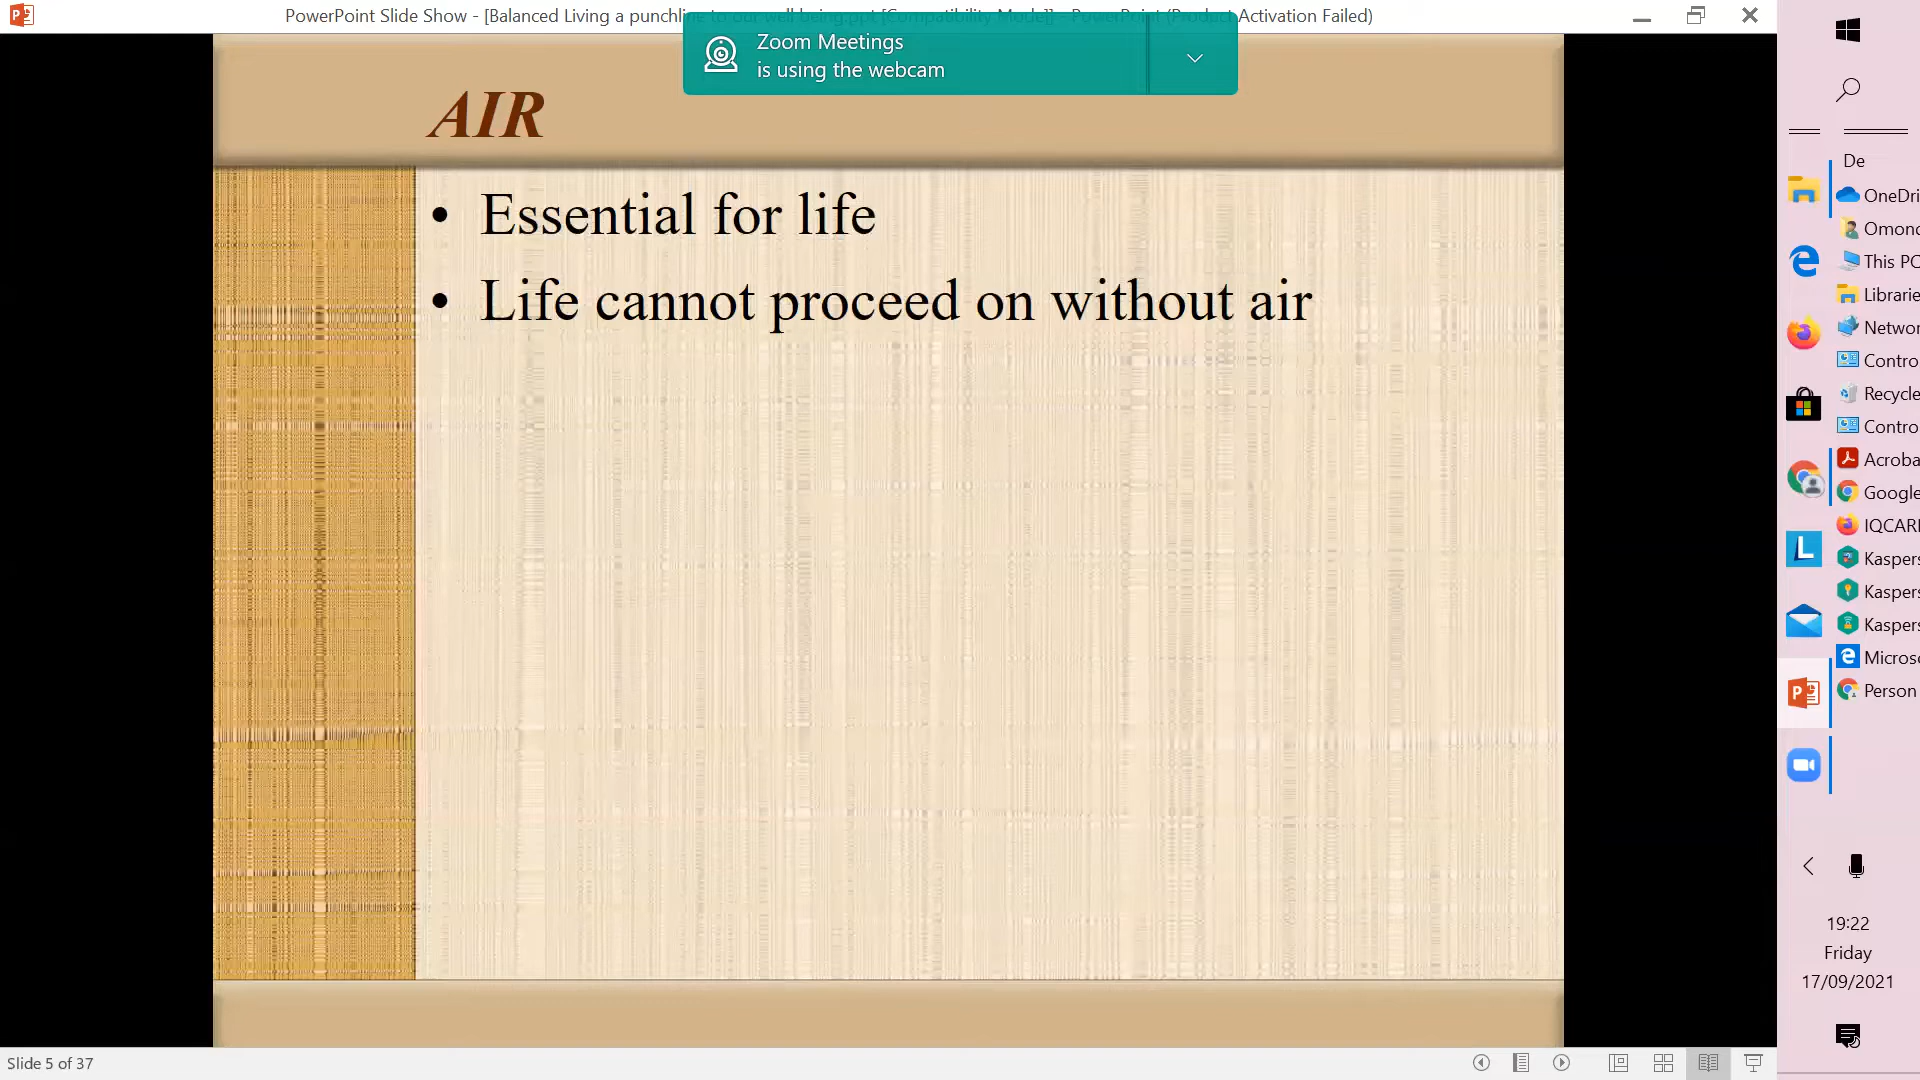 PowerPoint Slide Show - [Balanced Living a punchline to our well being.ppt [Compatibility Mode]] - PowerPoint (Product Activation Failed)
Zoom Meetings
is using the webcam
AIR
• Essential for life
• Life cannot proceed on without air
De
OneDri
Omond
This PC
Librarie
Networ
Contro
Recycle
Contro
Acroba
Google
IQCARE
Kaspers
Kaspers
Kaspers
Microso
Person
19:22
Friday
17/09/2021
Slide 5 of 37